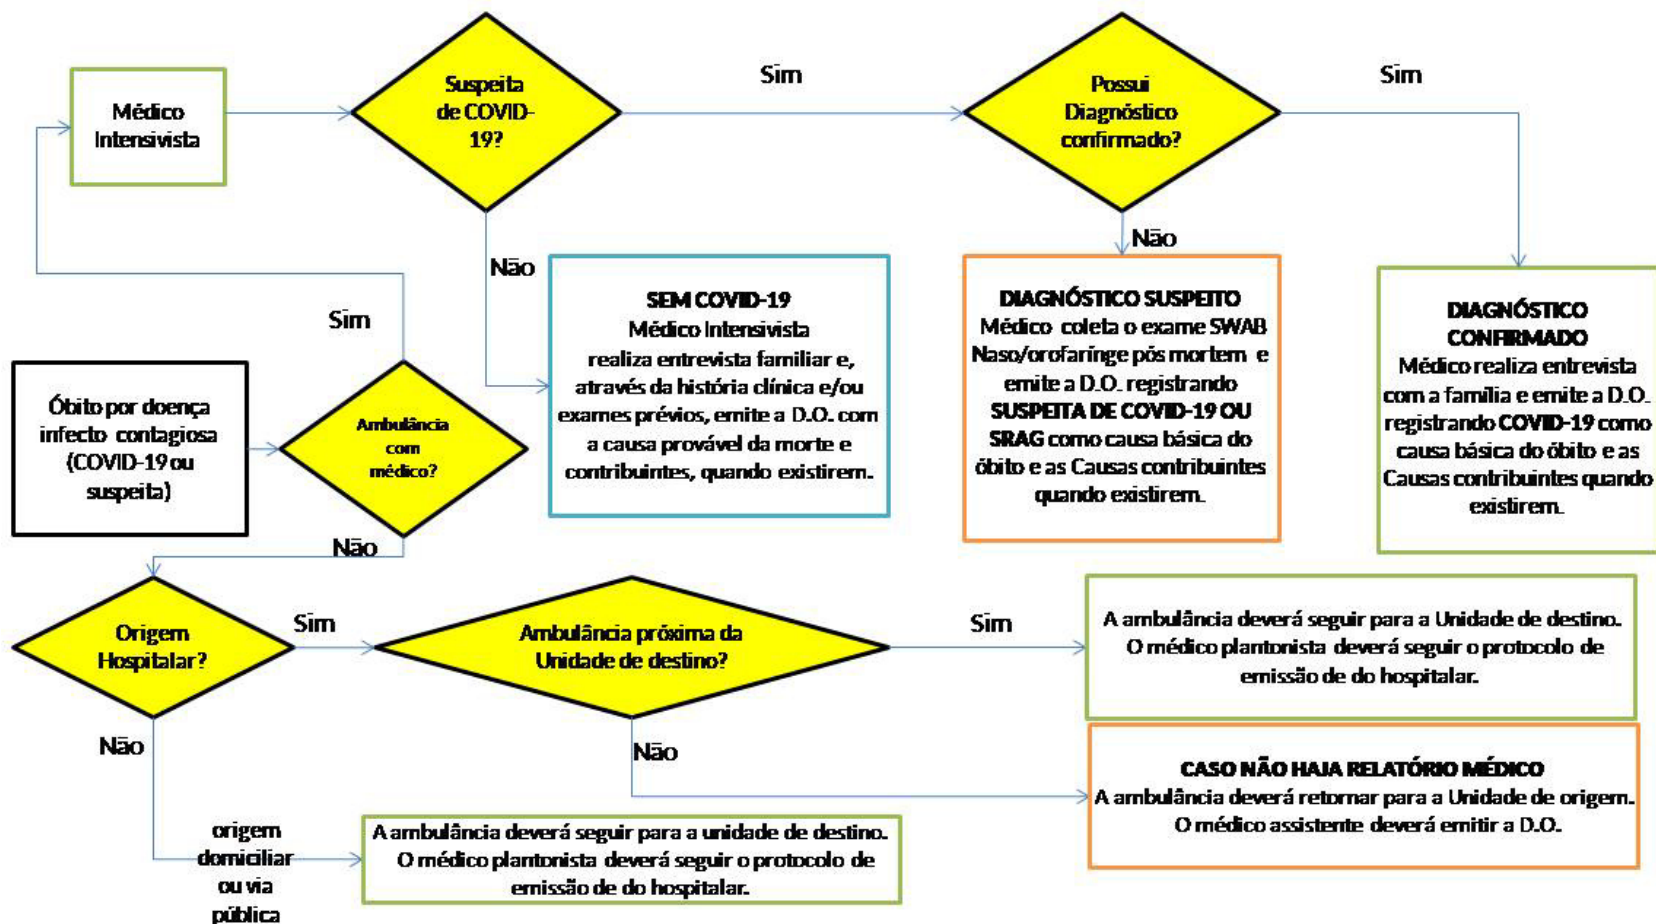 Médico
Intensivista
Suspeita
de COVID-
19?
Sim
Possui
Diagnóstico
confirmado?
Sim
Não
Não
SEM COVID-19
Médico Intensivista
realiza entrevista familiar e,
através da história clínica e/ou
exames prévios, emite a D.O. com
a causa provável da morte e
contribuintes, quando existirem.
DIAGNÓSTICO SUSPEITO
Médico coleta o exame SWAB
Naso/orofaringe pós mortem e
emite a D.O. registrando
SUSPEITA DE COVID-19 OU
SRAG como causa básica do
óbito e as Causas contribuintes
quando existirem.
DIAGNÓSTICO
CONFIRMADO
Médico realiza entrevista
com a família e emite a D.O.
registrando COVID-19 como
causa básica do óbito e as
Causas contribuintes quando
existirem.
Sim
Óbito por doença
infecto contagiosa
(COVID-19 ou
suspeita)
Ambulância
com
médico?
Não
Origem
Hospitalar?
Sim
Ambulância próxima da
Unidade de destino?
Sim
A ambulância deverá seguir para a Unidade de destino.
O médico plantonista deverá seguir o protocolo de
emissão de do hospitalar.
Não
Não
CASO NÃO HAJA RELATÓRIO MÉDICO
A ambulância deverá retornar para a Unidade de origem.
O médico assistente deverá emitir a D.O.
origem
domiciliar
ou via
pública
A ambulância deverá seguir para a unidade de destino.
O médico plantonista deverá seguir o protocolo de
emissão de do hospitalar.